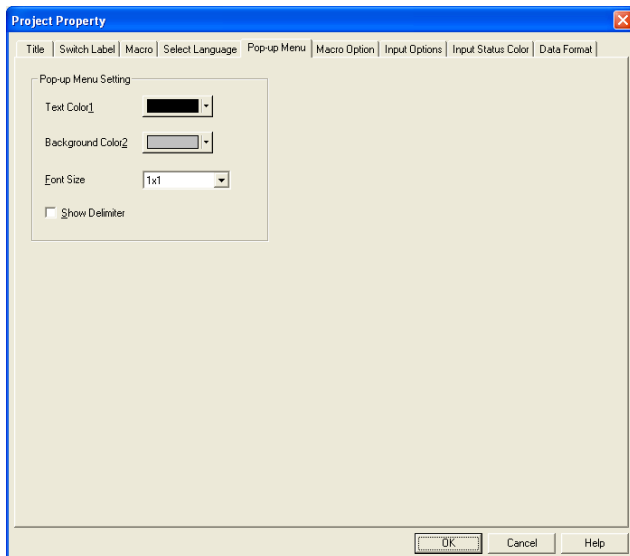 Project Property
Title Switch Label Macro Select Language Pop-up Menu Macro Option Input Options Input Status Color Data Format
Pop-up Menu Setting
Text Color1
Background Color2
Font Size 1x1
Show Delimiter
OK Cancel Help